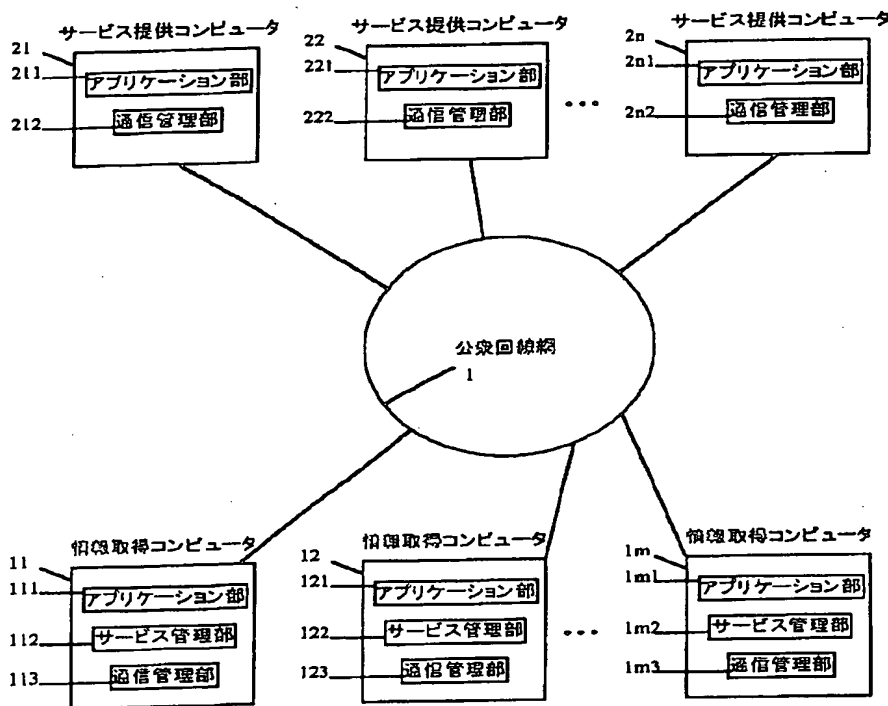 サービス提供コンピュータ
サービス提供コンピュータ
サービス提供コンピュータ
21
22
2n
211
アプリケーション部
221
アプリケーション部
2n1
アプリケーション部
212
通信管理部
222
通信管理部
...
2n2
通信管理部
公衆回線網
1
情報取得コンピュータ
情報取得コンピュータ
情報取得コンピュータ
11
12
1m
111
アプリケーション部
121
アプリケーション部
1m1
アプリケーション部
112
サービス管理部
122
サービス管理部
...
1m2
サービス管理部
113
通信管理部
123
通信管理部
1m3
通信管理部